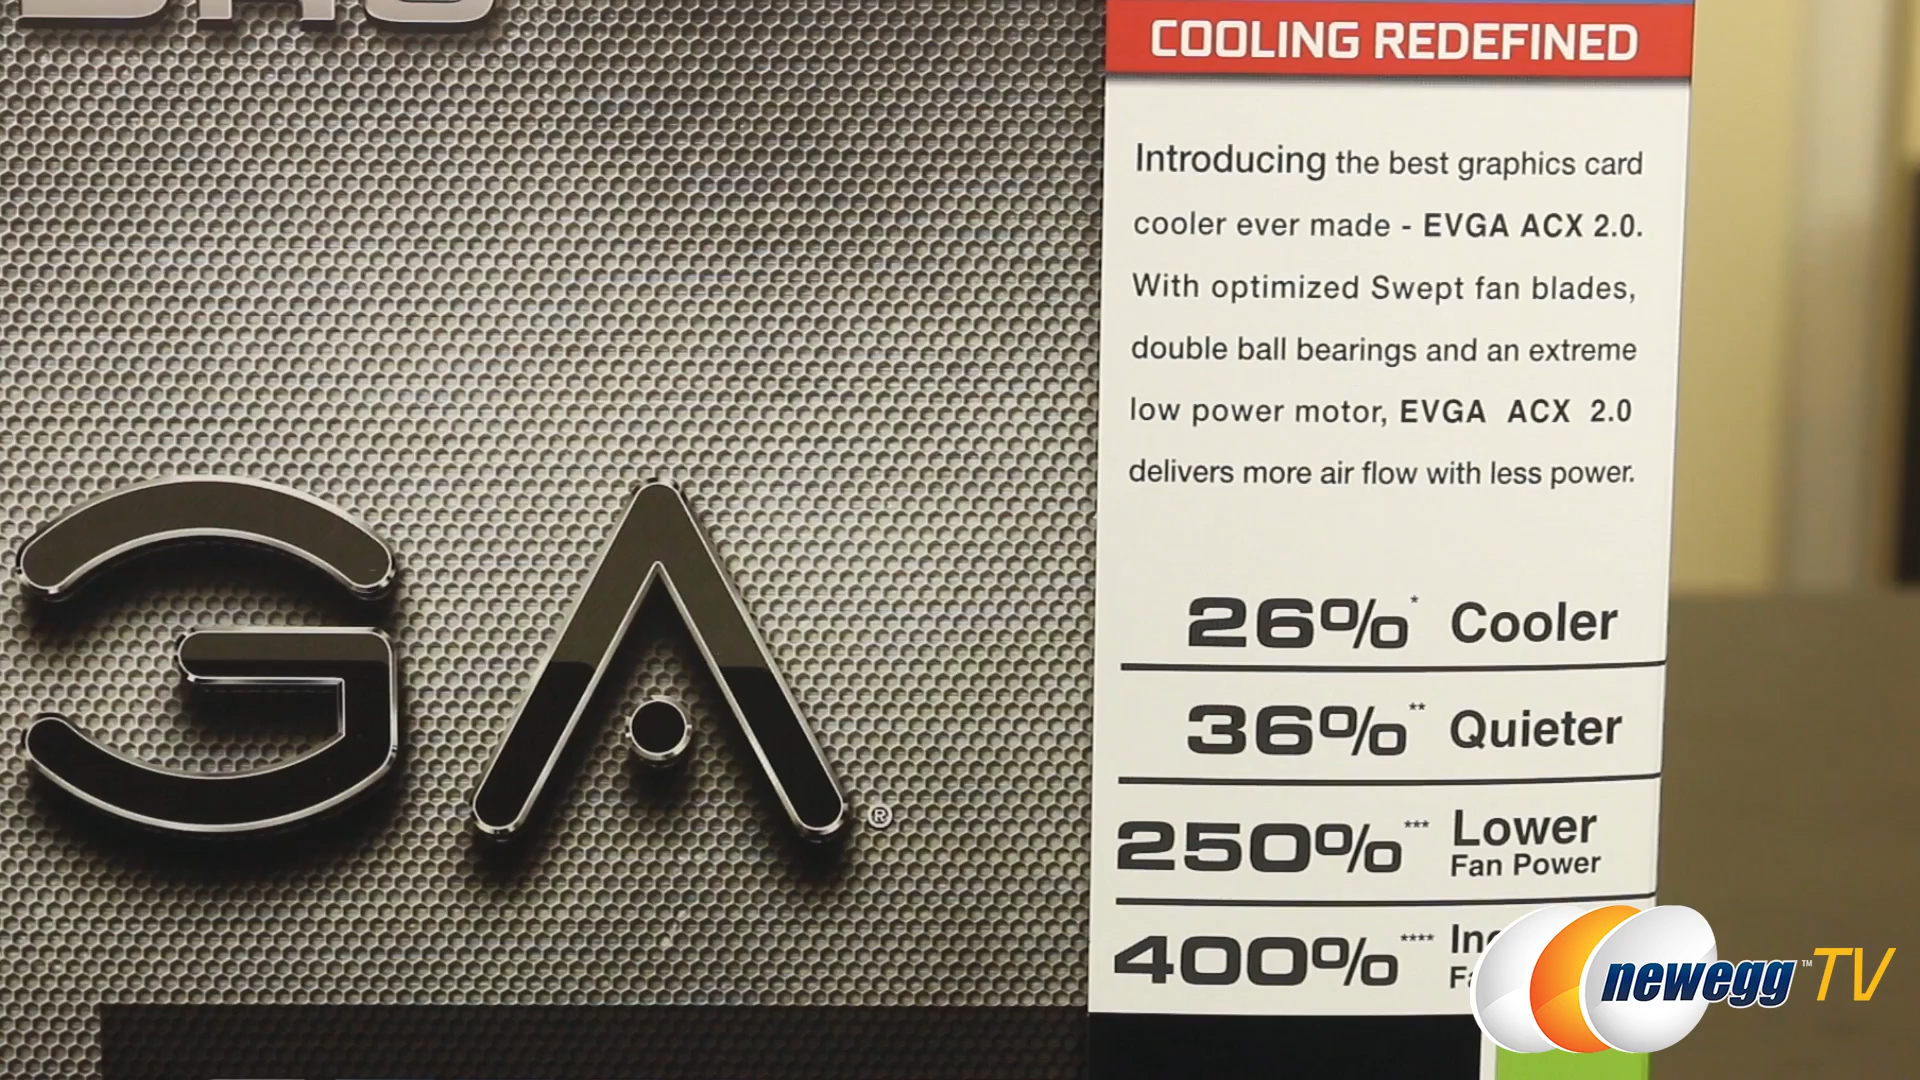 COOLING REDEFINED
Introducing the best graphics card
cooler ever made - EVGA ACX 2.0.
With optimized Swept fan blades,
double ball bearings and an extreme
low power motor, EVGA ACX 2.0
delivers more air flow with less power.
26%* Cooler
36%** Quieter
250%*** Lower
Fan Power
400%****
GA®
newegg™ TV